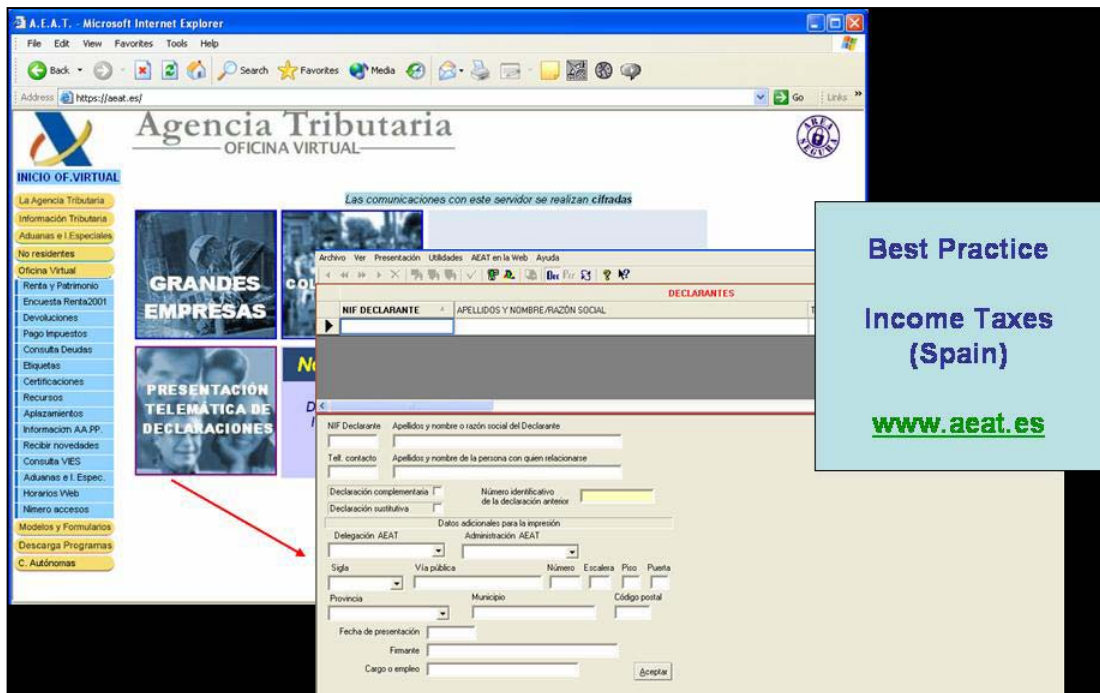 A.E.A.T. - Microsoft Internet Explorer
File Edit View Favorites Tools Help
Back Search Favorites Media
Address https://aeat.es/ Go Links »
Agencia Tributaria
OFICINA VIRTUAL
AREA SEGURA
INICIO OF.VIRTUAL
Las comunicaciones con este servidor se realizan cifradas
La Agencia Tributaria
Información Tributaria
Aduanas e I.Especiales
No residentes
Oficina Virtual
Renta y Patrimonio
Encuesta Renta2001
Devoluciones
Pago Impuestos
Consulta Deudas
Etiquetas
Certificaciones
Recursos
Aplazamientos
Informacion AA.PP.
Recibir novedades
Consulta VIES
Aduanas e I. Espec.
Horarios Web
Nimero accesos
Modelos y Formularios
Descarga Programas
C. Autónomas
GRANDES
EMPRESAS
PRESENTACIÓN
TELEMÁTICA DE
DECLARACIONES
Archivo Ver Presentación Utilidades AEAT en la Web Ayuda
DECLARANTES
NIF DECLARANTE APELLIDOS Y NOMBRE/RAZÓN SOCIAL
NIF Declarante Apellidos y nombre o razón social del Declarante
Telf. contacto Apellidos y nombre de la persona con quien relacionarse
Declaración complementaria Número identificativo
de la declaración anterior
Declaración sustitutiva
Datos adicionales para la impresión
Delegación AEAT Administración AEAT
Sigla Vía pública Número Escalera Piso Puerta
Provincia Municipio Código postal
Fecha de presentación
Firmante
Cargo o empleo Aceptar
Best Practice
Income Taxes
(Spain)
www.aeat.es